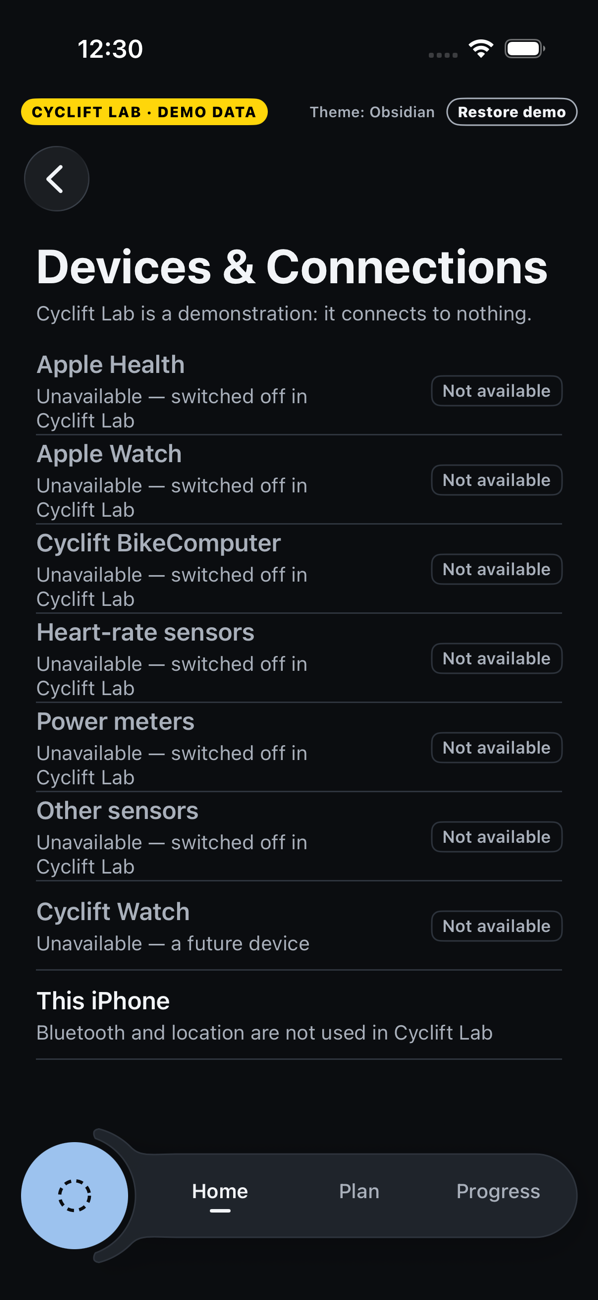 12:30
CYCLIFT LAB · DEMO DATA
Theme: Obsidian
Restore demo
Devices & Connections
Cyclift Lab is a demonstration: it connects to nothing.
Apple Health
Unavailable — switched off in
Cyclift Lab
Not available
Apple Watch
Unavailable — switched off in
Cyclift Lab
Not available
Cyclift BikeComputer
Unavailable — switched off in
Cyclift Lab
Not available
Heart-rate sensors
Unavailable — switched off in
Cyclift Lab
Not available
Power meters
Unavailable — switched off in
Cyclift Lab
Not available
Other sensors
Unavailable — switched off in
Cyclift Lab
Not available
Cyclift Watch
Unavailable — a future device
Not available
This iPhone
Bluetooth and location are not used in Cyclift Lab
Home
Plan
Progress